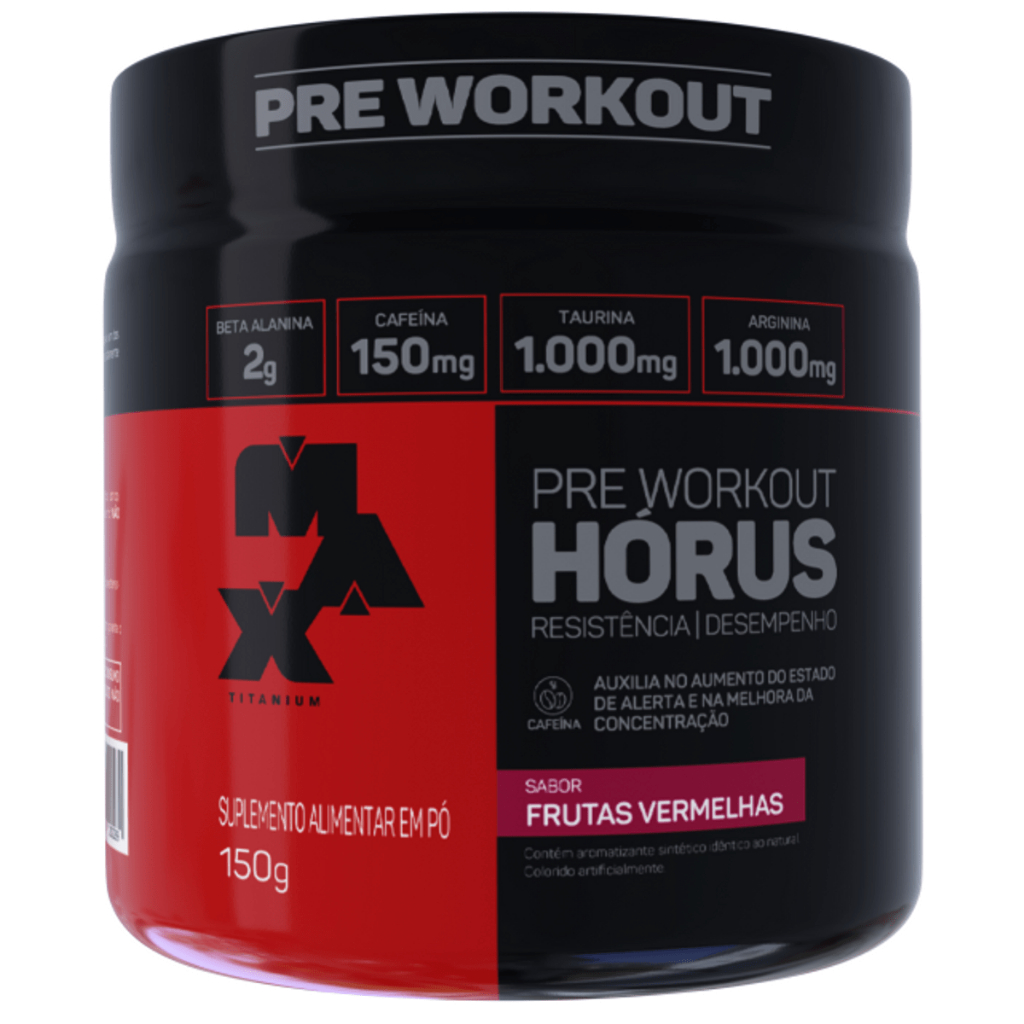 PRE WORKOUT
BETA ALANINA
2g
CAFEÍNA
150mg
TAURINA
1.000mg
ARGININA
1.000mg
MAX
TITANIUM
SUPLEMENTO ALIMENTAR EM PÓ
150g
PRE WORKOUT
HÓRUS
RESISTÊNCIA | DESEMPENHO
CAFEÍNA
AUXILIA NO AUMENTO DO ESTADO
DE ALERTA E NA MELHORA DA
CONCENTRAÇÃO
SABOR
FRUTAS VERMELHAS
Contém aromatizante sintético idêntico ao natural.
Colorido artificialmente.